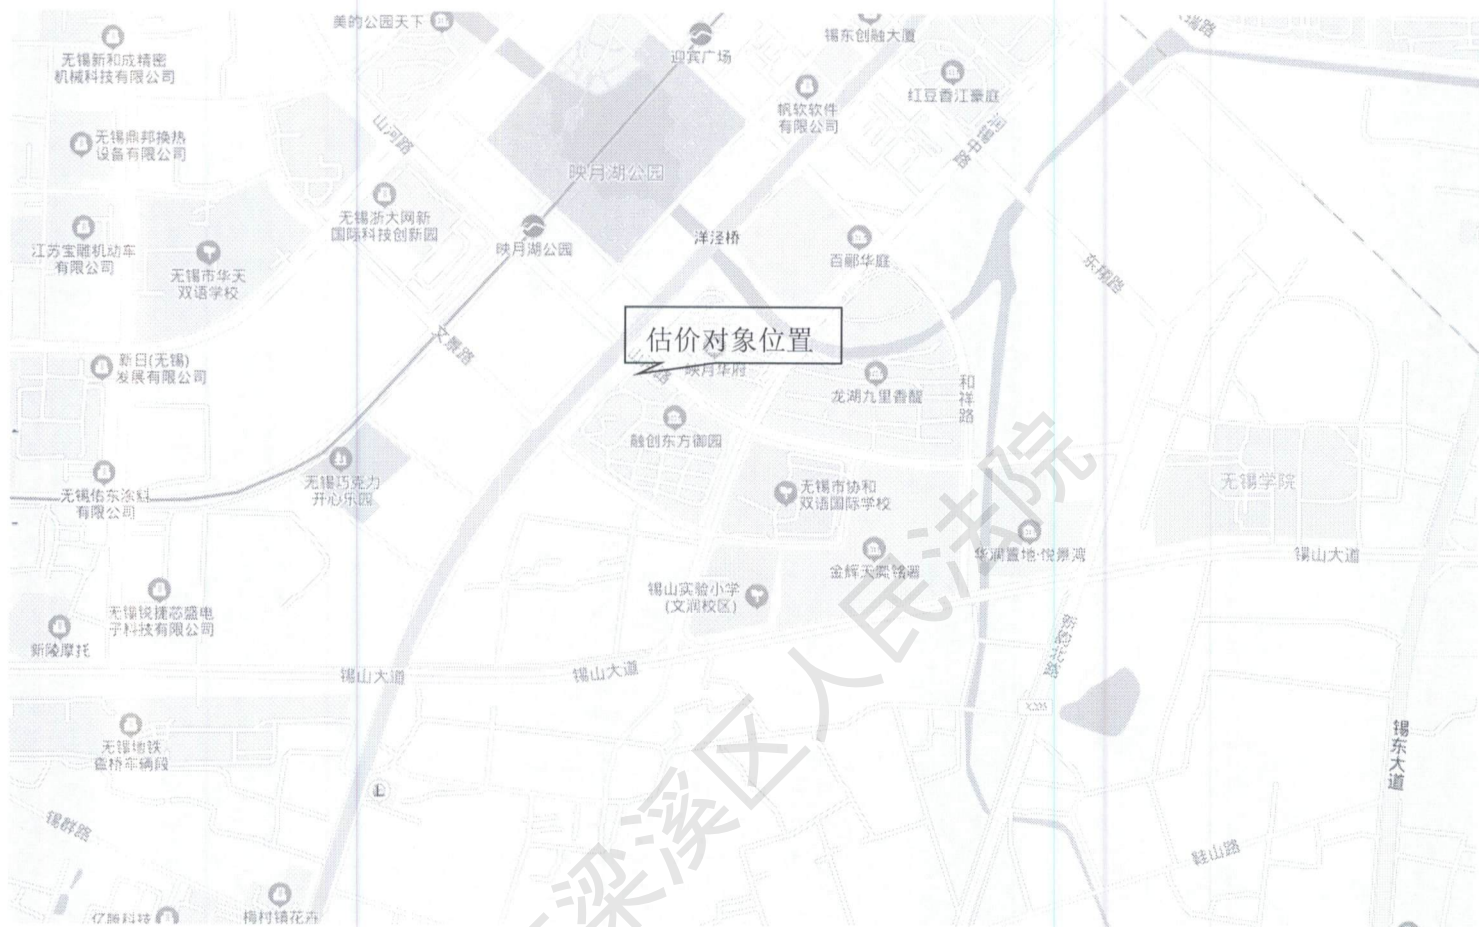 美的公园天下
无锡新和成精密
机械科技有限公司
迎宾广场
锡东创融大厦
红豆香江豪庭
帆软软件
有限公司
无锡鼎邦换热
设备有限公司
山河路
映月湖公园
无锡浙大网新
国际科技创新园
映月湖公园
洋泾桥
百郦华庭
江苏宝雕机动车
有限公司
无锡市华夭
双语学校
东翔路
文景路
估价对象位置
映月华府
新日(无锡)
发展有限公司
龙湖九里香醍
和祥路
融创东方御园
无锡巧克力
开心乐园
无锡佑东涂料
有限公司
无锡市协和
双语国际学校
无锡学院
华润置地·悦景湾
锡山大道
金辉天奕铭著
锡山实验小学
(文润校区)
无锡锐捷芯盛电
子科技有限公司
新陵摩托
锡山大道
锡山大道
X205
无锡地铁
查桥车辆段
锡东大道
锡群路
鞋山路
亿晒科技
梅村镇花卉
梁溪区人民法院